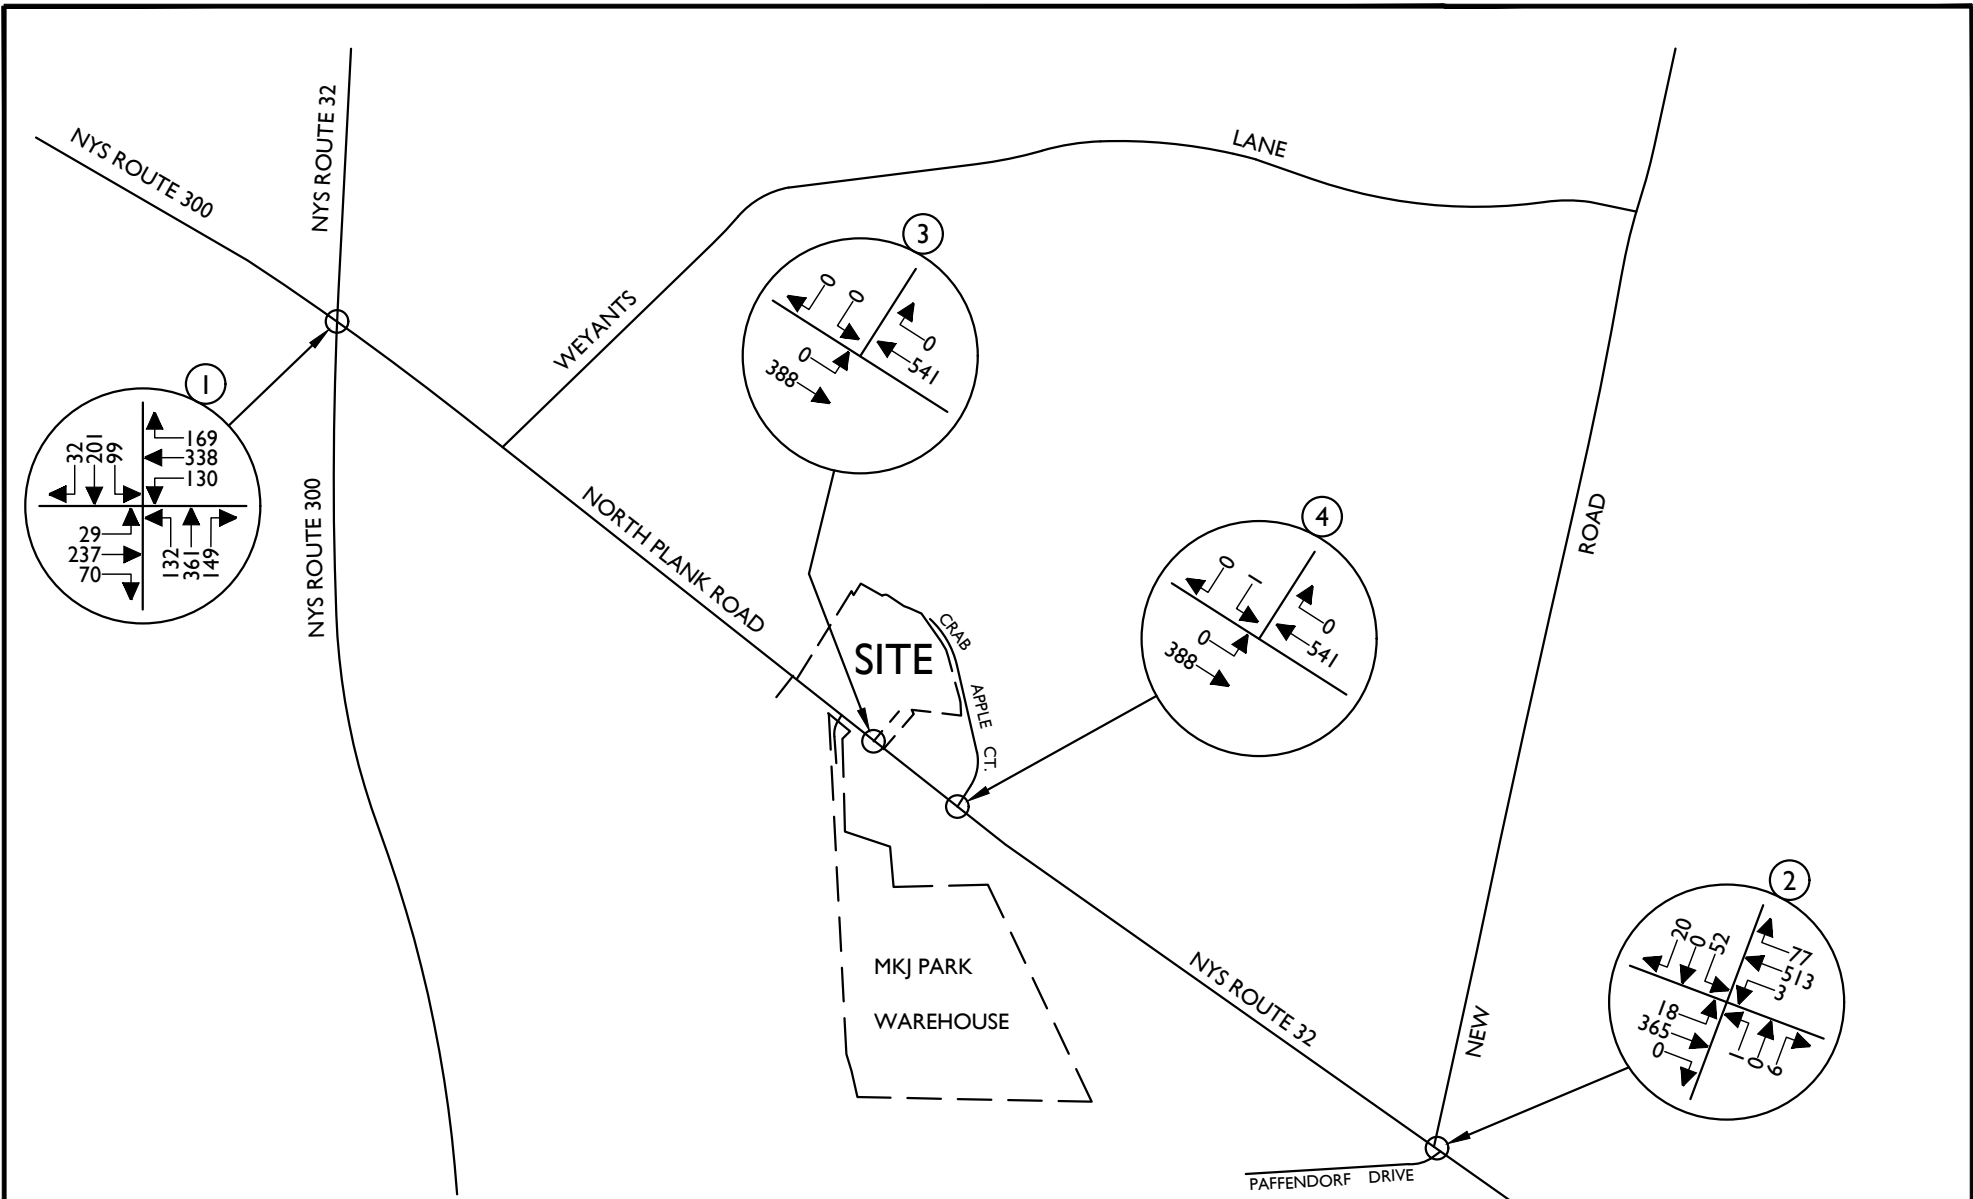 NYS ROUTE 300
NYS ROUTE 32
LANE
WEYANTS
3
0
0
0
541
0
388
1
32
201
99
169
338
130
29
237
70
132
361
149
NYS ROUTE 300
NORTH PLANK ROAD
ROAD
4
0
1
0
541
0
388
SITE
CRAB
APPLE
CT.
MKJ PARK
WAREHOUSE
NYS ROUTE 32
NEW
2
20
0
52
77
513
3
18
365
0
1
0
6
PAFFENDORF DRIVE